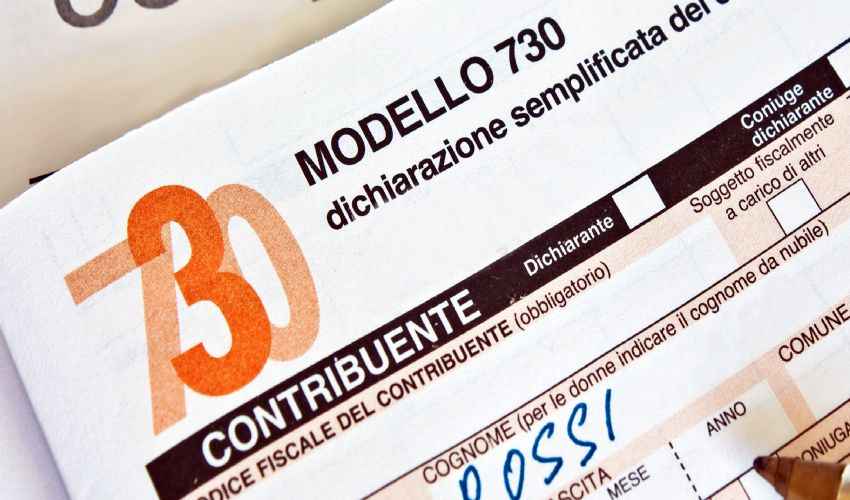 MODELLO 730
dichiarazione semplificata dei
730
CONTRIBUENTE
Dichiarante
Coniuge
dichiarante
Soggetto fiscalmente
a carico di altri
CODICE FISCALE DEL CONTRIBUENTE (obbligatorio)
COGNOME (per le donne indicare il cognome da nubile)
ROSSI
COMUNE
MESE
ANNO